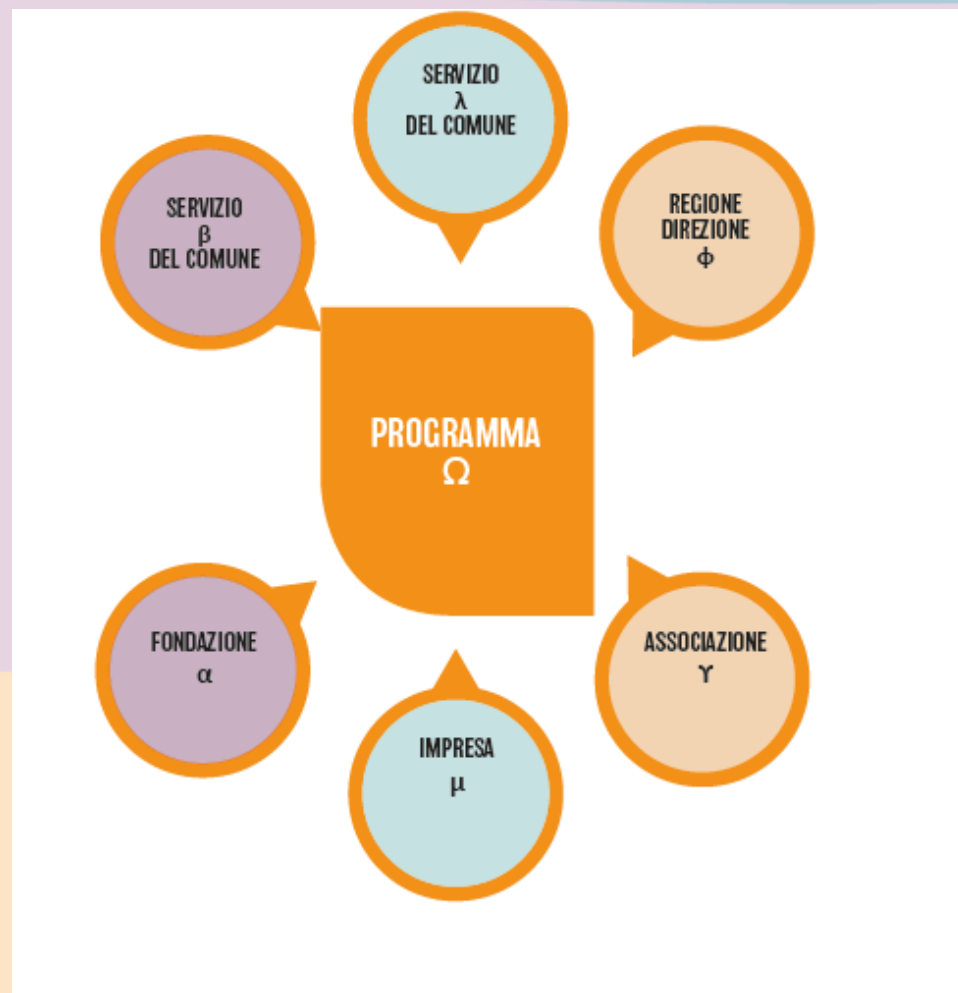 SERVIZIO
λ
DEL COMUNE
SERVIZIO
β
DEL COMUNE
REGIONE
DIREZIONE
Φ
PROGRAMMA
Ω
FONDAZIONE
α
ASSOCIAZIONE
ϒ
IMPRESA
μ